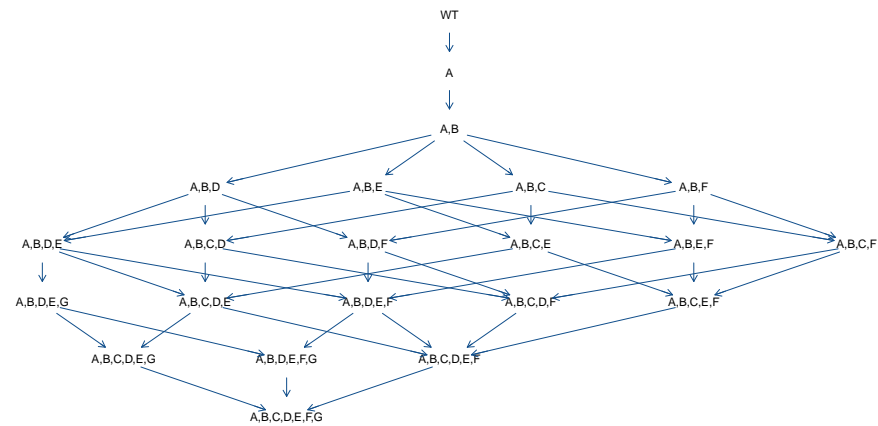 WT
A
A,B
A,B,D
A,B,E
A,B,C
A,B,F
A,B,D,E
A,B,C,D
A,B,D,F
A,B,C,E
A,B,E,F
A,B,C,F
A,B,D,E,G
A,B,C,D,E
A,B,D,E,F
A,B,C,D,F
A,B,C,E,F
A,B,C,D,E,G
A,B,D,E,F,G
A,B,C,D,E,F
A,B,C,D,E,F,G